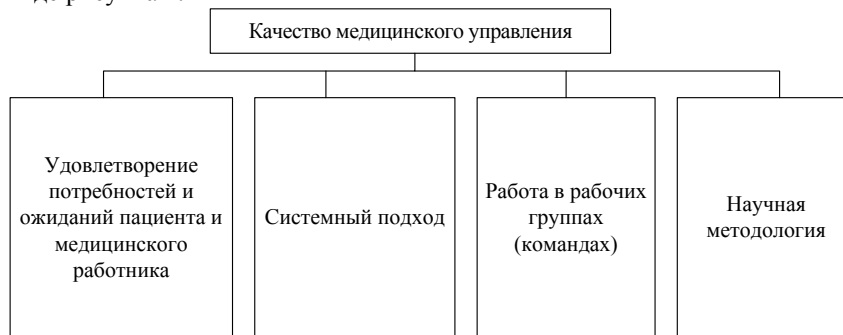 Качество медицинского управления
Удовлетворение
потребностей и
ожиданий пациента и
медицинского
работника
Системный подход
Работа в рабочих
группах
(командах)
Научная
методология